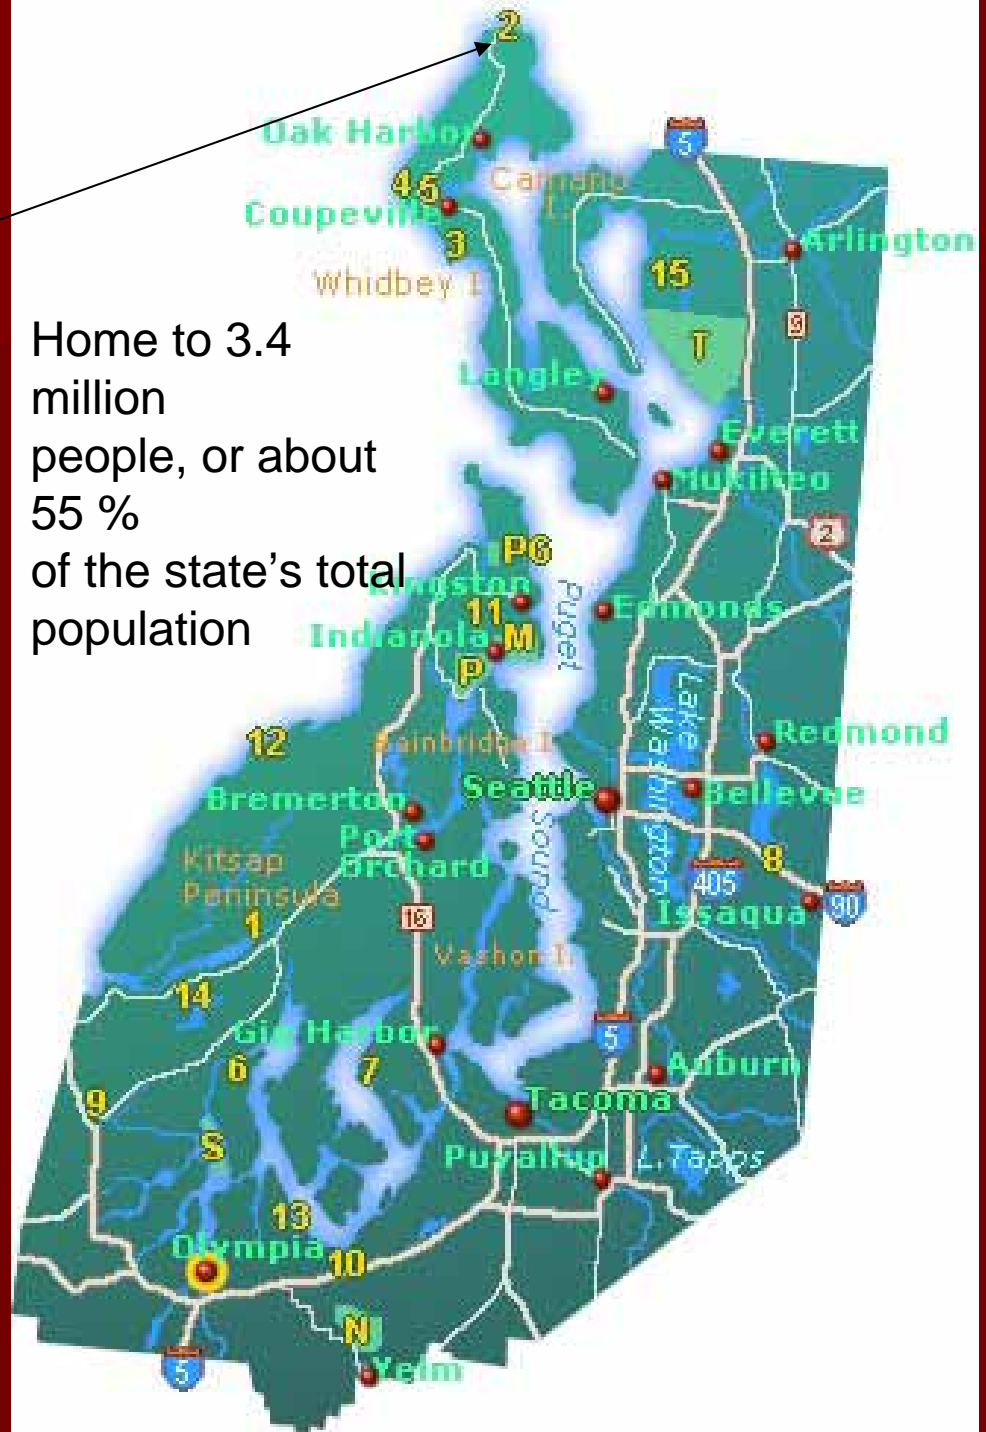 2
Oak Harbor
5
4 5
Camano
I.
Coupeville
3
Arlington
15
Whidbey I
9
T
Home to 3.4
million
people, or about
55 %
of the state’s total
population
Langley
Everett
Mukilteo
2
PG
Kingston
11
Edmonds
Indianola
M
P
Puget
Sound
Lake
Washington
12
Bainbridge I
Redmond
Seattle
Bremerton
Bellevue
Port
Orchard
Kitsap
Peninsula
8
405
1
16
Issaqua
90
Vashon I.
14
Gig Harbor
5
6
7
Auburn
9
Tacoma
S
Puyallup
L.Tapps
13
Olympia
10
N
5
Yelm